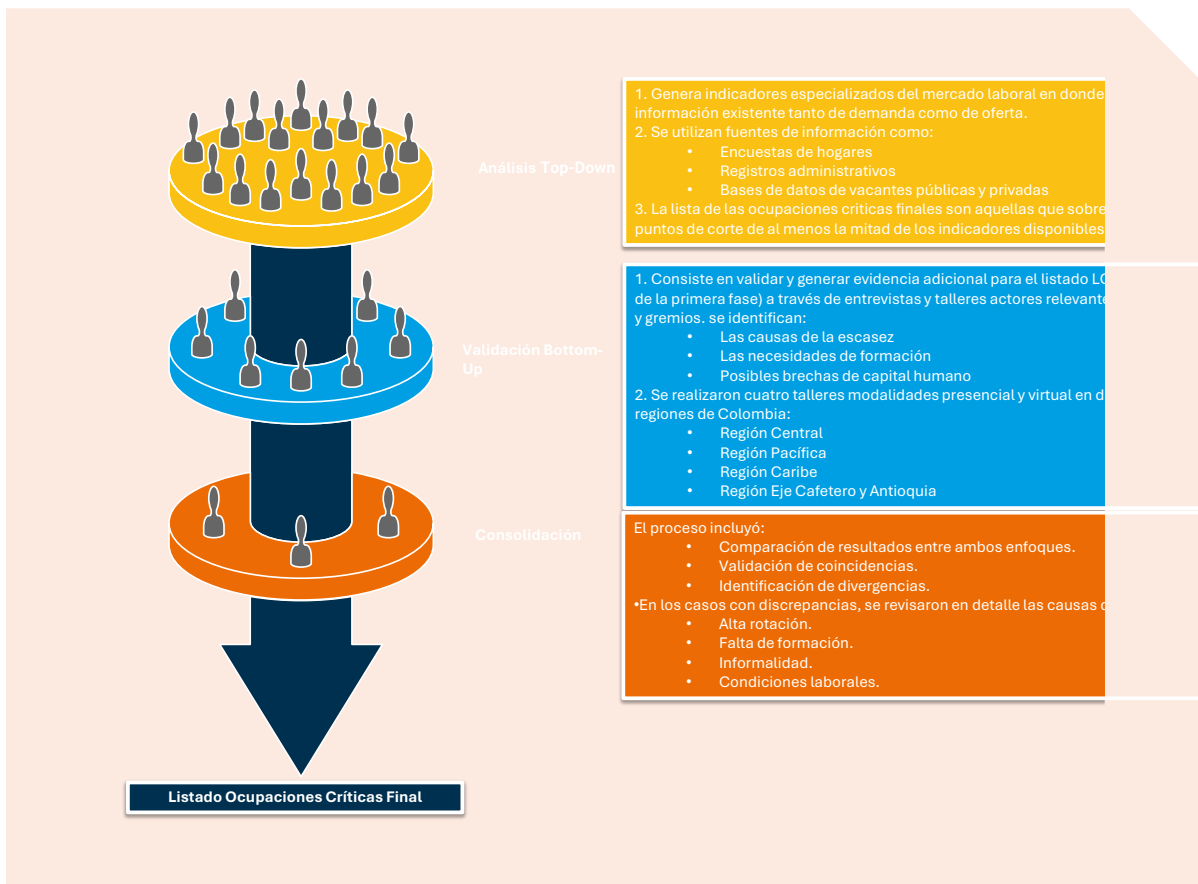 Análisis Top-Down
1. Genera indicadores especializados del mercado laboral en donde
información existente tanto de demanda como de oferta.
2. Se utilizan fuentes de información como:
• Encuestas de hogares
• Registros administrativos
• Bases de datos de vacantes públicas y privadas
3. La lista de las ocupaciones criticas finales son aquellas que sobre
puntos de corte de al menos la mitad de los indicadores disponibles
Validación Bottom-
Up
1. Consiste en validar y generar evidencia adicional para el listado
de la primera fase) a través de entrevistas y talleres actores relevante
y gremios. se identifican:
• Las causas de la escasez
• Las necesidades de formación
• Posibles brechas de capital humano
2. Se realizaron cuatro talleres modalidades presencial y virtual en
regiones de Colombia:
• Región Central
• Región Pacífica
• Región Caribe
• Región Eje Cafetero y Antioquia
Consolidación
El proceso incluyó:
• Comparación de resultados entre ambos enfoques.
• Validación de coincidencias.
• Identificación de divergencias.
•En los casos con discrepancias, se revisaron en detalle las causas
• Alta rotación.
• Falta de formación.
• Informalidad.
• Condiciones laborales.
Listado Ocupaciones Críticas Final